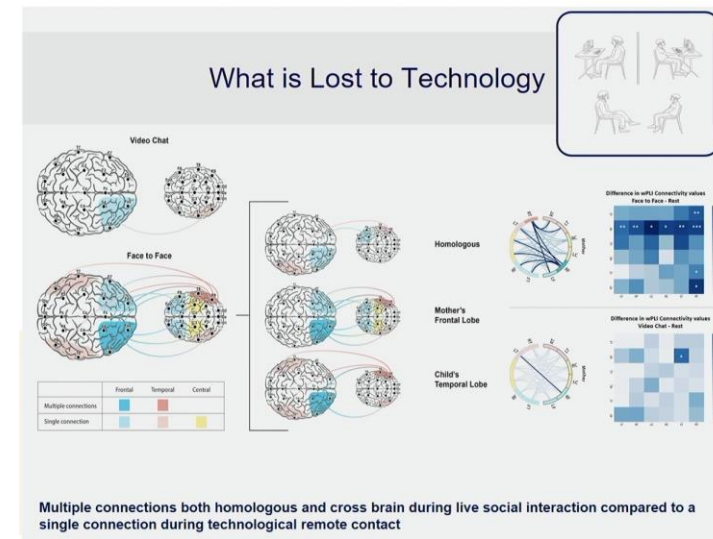 What is Lost to Technology
Video Chat
Face to Face
Frontal Temporal Central
Multiple connections
Single connection
Homologous
Mother's
Frontal Lobe
Child's
Temporal Lobe
Mother
Difference in wPLI Connectivity values
Face to Face - Rest
Mother
Difference in wPLI Connectivity values
Video Chat - Rest
Multiple connections both homologous and cross brain during live social interaction compared to a
single connection during technological remote contact